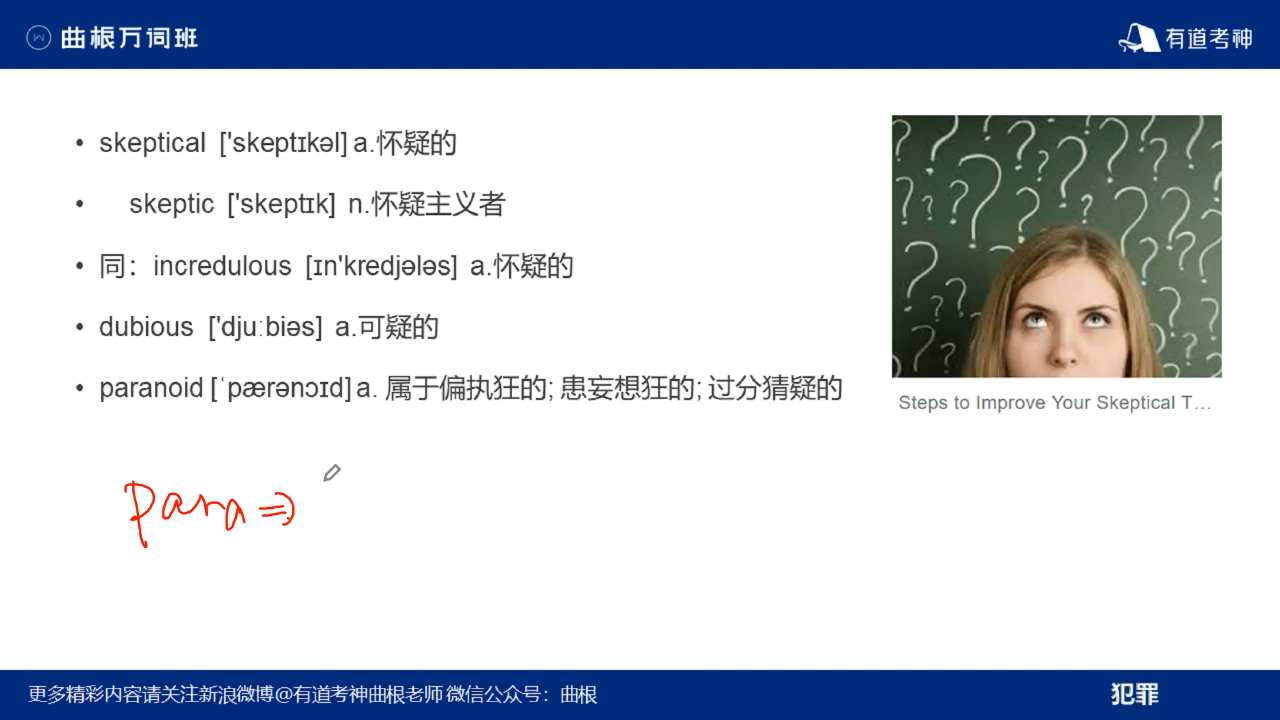 曲根万词班
有道考神
• skeptical ['skeptɪkəl] a.怀疑的
• skeptic ['skeptɪk] n.怀疑主义者
• 同：incredulous [ɪn'kredjələs] a.怀疑的
• dubious ['dju:biəs] a.可疑的
• paranoid [ˈpærənɔɪd] a. 属于偏执狂的; 患妄想狂的; 过分猜疑的
Steps to Improve Your Skeptical T…
Para ⇒
更多精彩内容请关注新浪微博@有道考神曲根老师 微信公众号：曲根
犯罪